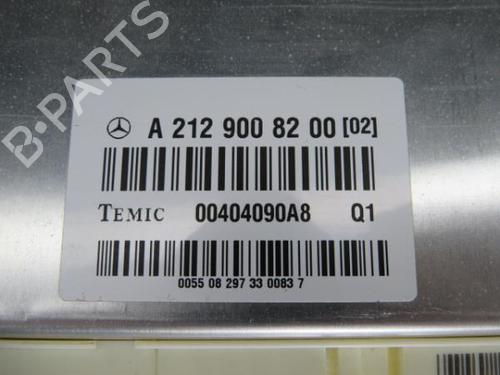 B-PARTS
A 212 900 82 00 [02]
TEMIC 00404090A8 Q1
0055 08 297 33 0083 7